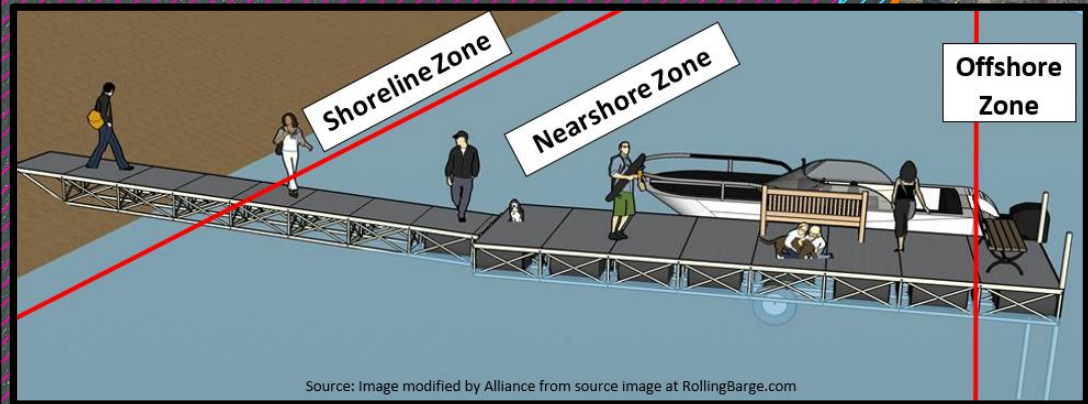 Shoreline Zone
Nearshore Zone
Offshore
Zone
Source: Image modified by Alliance from source image at RollingBarge.com